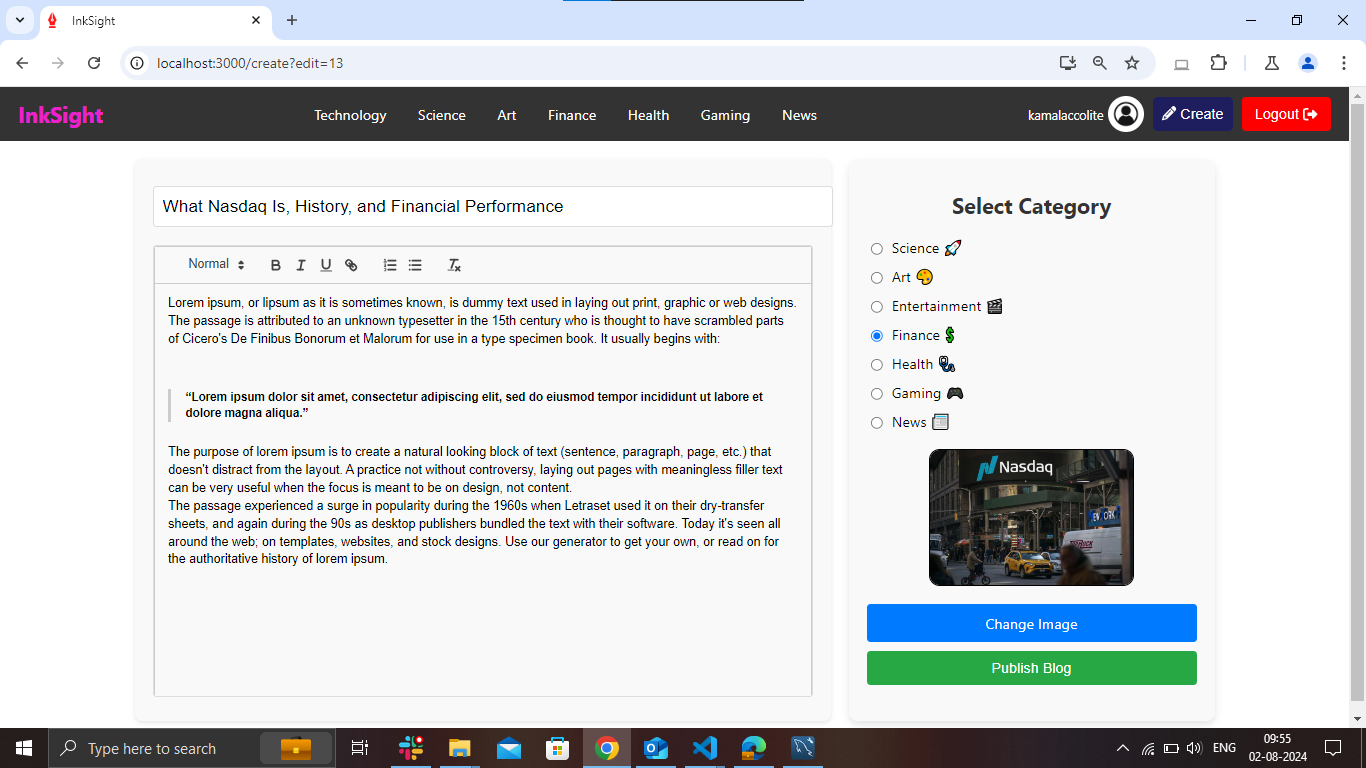 InkSight
localhost:3000/create?edit=13
InkSight
Technology Science Art Finance Health Gaming News
kamalaccolite
Create
Logout
What Nasdaq Is, History, and Financial Performance
Normal B I U
Lorem ipsum, or lipsum as it is sometimes known, is dummy text used in laying out print, graphic or web designs.
The passage is attributed to an unknown typesetter in the 15th century who is thought to have scrambled parts
of Cicero's De Finibus Bonorum et Malorum for use in a type specimen book. It usually begins with:
“Lorem ipsum dolor sit amet, consectetur adipiscing elit, sed do eiusmod tempor incididunt ut labore et
dolore magna aliqua.”
The purpose of lorem ipsum is to create a natural looking block of text (sentence, paragraph, page, etc.) that
doesn't distract from the layout. A practice not without controversy, laying out pages with meaningless filler text
can be very useful when the focus is meant to be on design, not content.
The passage experienced a surge in popularity during the 1960s when Letraset used it on their dry-transfer
sheets, and again during the 90s as desktop publishers bundled the text with their software. Today it's seen all
around the web; on templates, websites, and stock designs. Use our generator to get your own, or read on for
the authoritative history of lorem ipsum.
Select Category
Science
Art
Entertainment
Finance
Health
Gaming
News
Nasdaq
Change Image
Publish Blog
Type here to search
ENG
09:55
02-08-2024